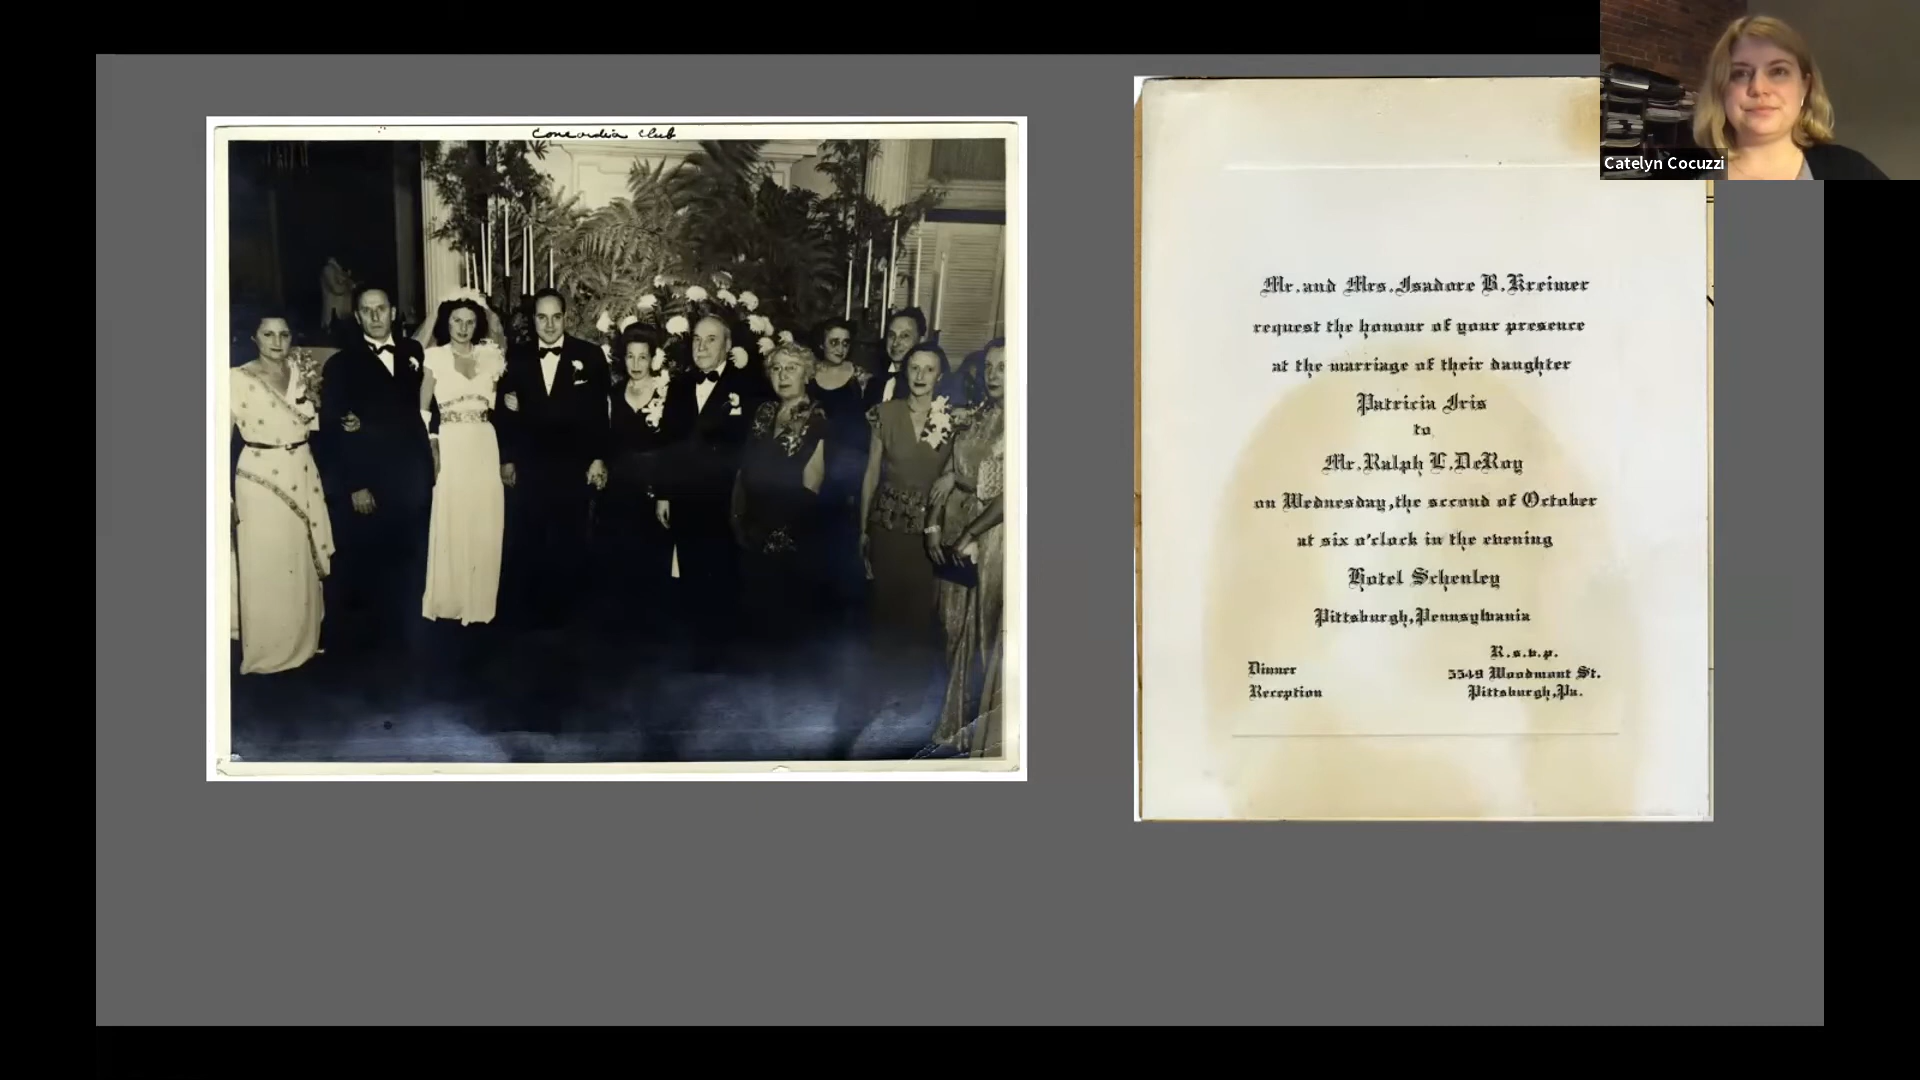 Concordia Club
Mr. and Mrs. Isadore B. Kreimer
request the honour of your presence
at the marriage of their daughter
Patricia Iris
to
Mr. Ralph L. DeRoy
on Wednesday, the second of October
at six o'clock in the evening
Hotel Schenley
Pittsburgh, Pennsylvania
Dinner
Reception
R.s.v.p.
5549 Woodmont St.
Pittsburgh, Pa.
Catelyn Cocuzzi